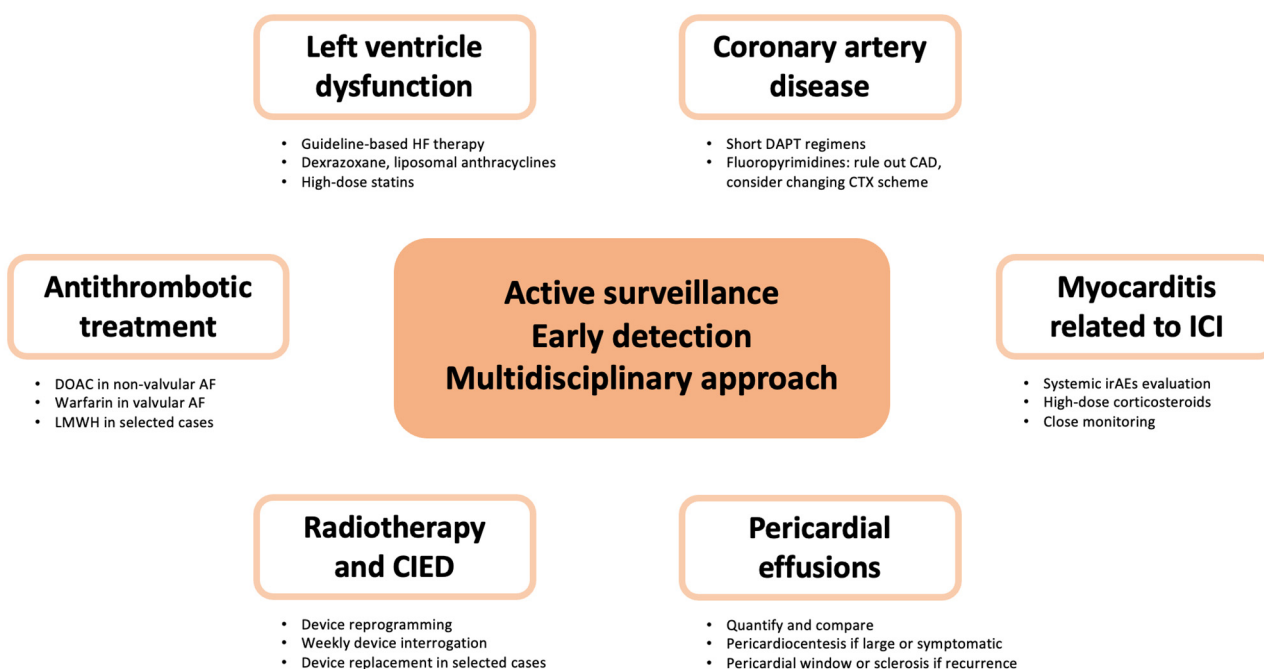 Left ventricle
dysfunction
• Guideline-based HF therapy
• Dexrazoxane, liposomal anthracyclines
• High-dose statins
Coronary artery
disease
• Short DAPT regimens
• Fluoropyrimidines: rule out CAD,
consider changing CTX scheme
Antithrombotic
treatment
• DOAC in non-valvular AF
• Warfarin in valvular AF
• LMWH in selected cases
Active surveillance
Early detection
Multidisciplinary approach
Myocarditis
related to ICI
• Systemic irAEs evaluation
• High-dose corticosteroids
• Close monitoring
Radiotherapy
and CIED
• Device reprogramming
• Weekly device interrogation
• Device replacement in selected cases
Pericardial
effusions
• Quantify and compare
• Pericardiocentesis if large or symptomatic
• Pericardial window or sclerosis if recurrence